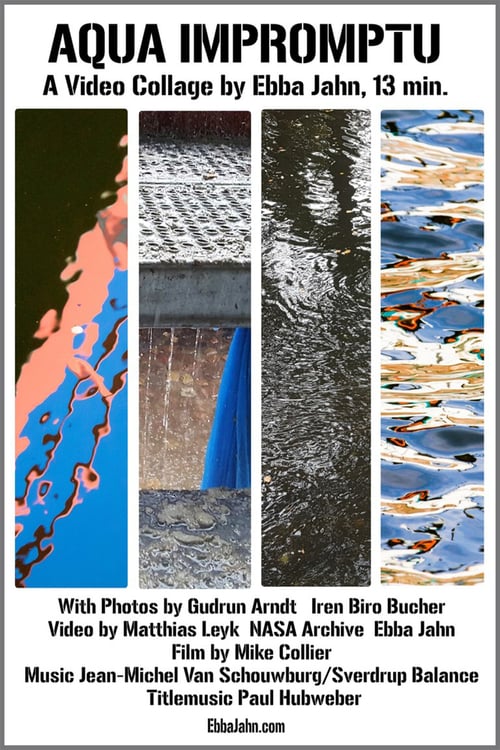 AQUA IMPROMPTU
A Video Collage by Ebba Jahn, 13 min.
With Photos by Gudrun Arndt Iren Biro Bucher
Video by Matthias Leyk NASA Archive Ebba Jahn
Film by Mike Collier
Music Jean-Michel Van Schouwburg/Sverdrup Balance
Titlemusic Paul Hubweber
EbbaJahn.com